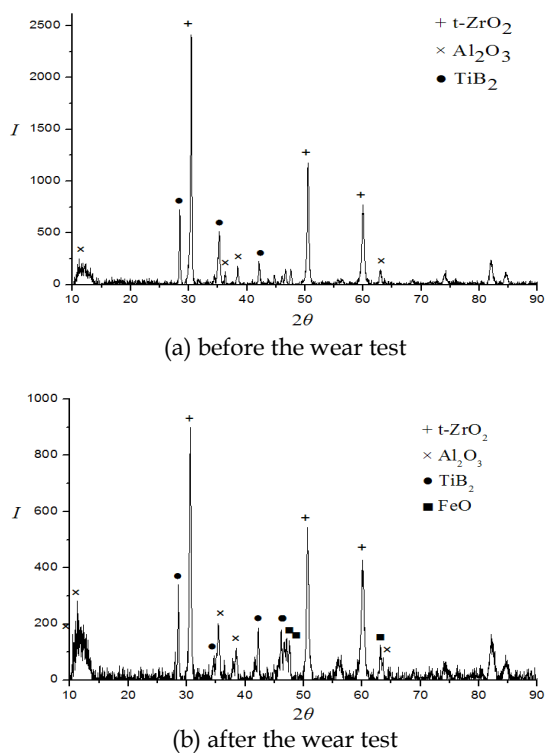 + t-ZrO2
× Al2O3
● TiB2
2500
2000
1500
1000
500
0
I
10 20 30 40 50 60 70 80 90
2θ
(a) before the wear test
+ t-ZrO2
× Al2O3
● TiB2
■ FeO
1000
800
600
400
200
0
I
10 20 30 40 50 60 70 80 90
2θ
(b) after the wear test